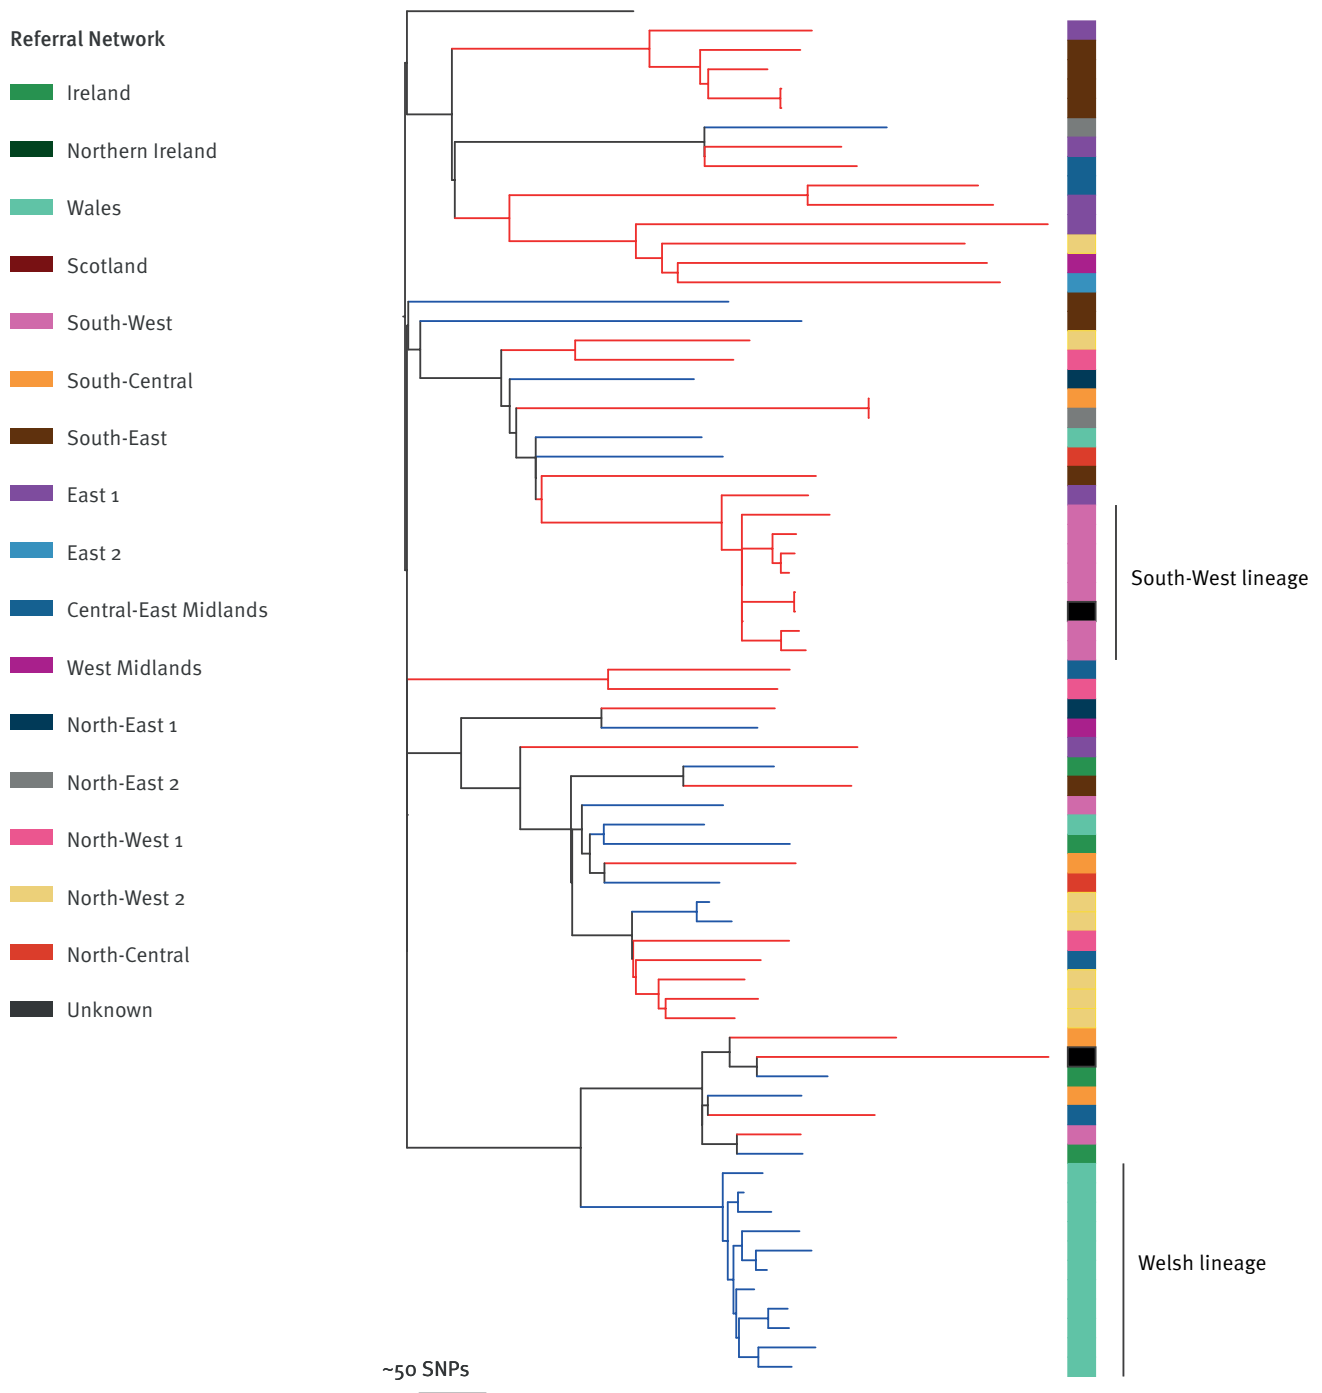 Referral Network
Ireland
Northern Ireland
Wales
Scotland
South-West
South-Central
South-East
East 1
East 2
Central-East Midlands
West Midlands
North-East 1
North-East 2
North-West 1
North-West 2
North-Central
Unknown
South-West lineage
Welsh lineage
~50 SNPs